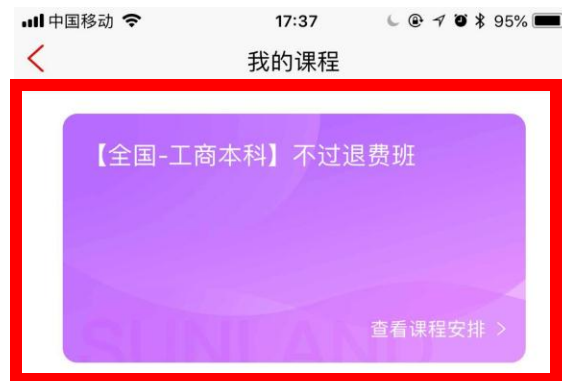 中国移动 17:37 95%
我的课程
【全国-工商本科】不过退费班
查看课程安排 >
SUNLAND